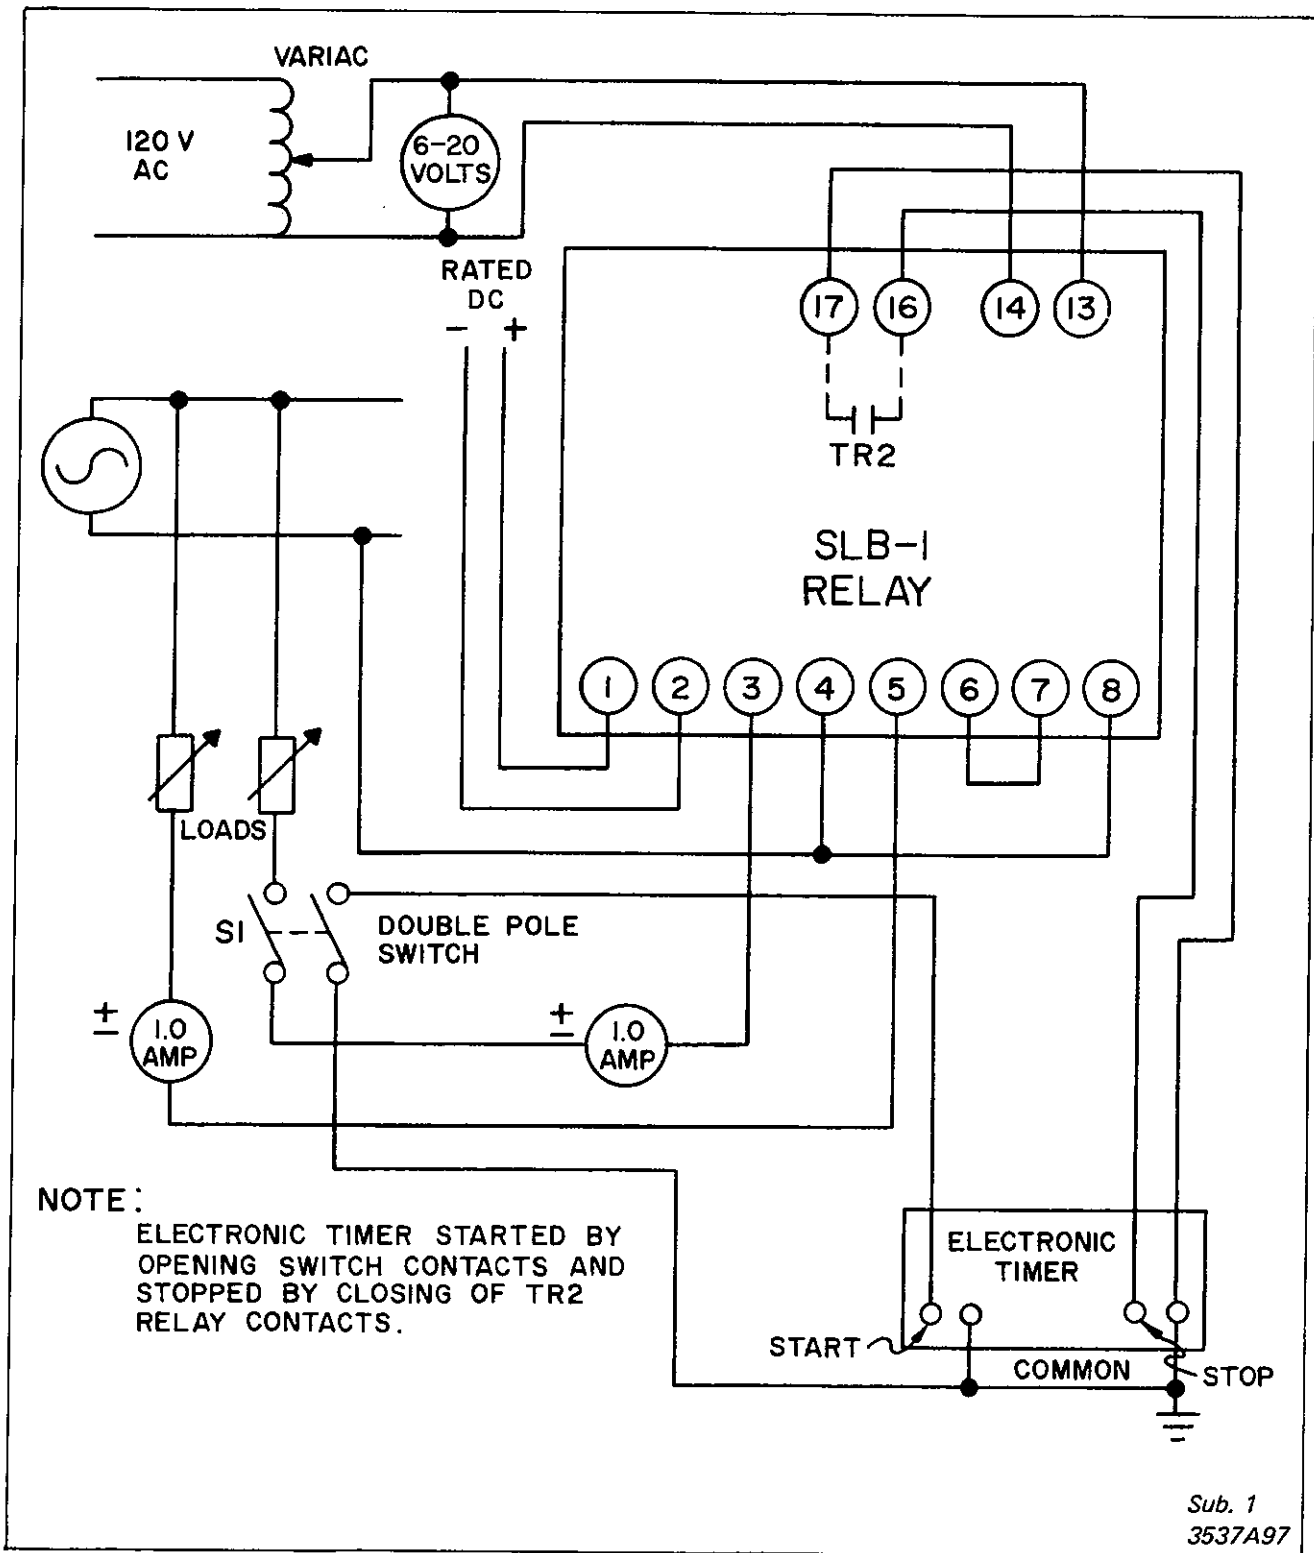 VARIAC
120 V
AC
6-20
VOLTS
RATED
DC
- +
17 16 14 13
TR2
SLB-1
RELAY
1 2 3 4 5 6 7 8
LOADS
S1
DOUBLE POLE
SWITCH
±
1.0
AMP
±
1.0
AMP
NOTE:
ELECTRONIC TIMER STARTED BY
OPENING SWITCH CONTACTS AND
STOPPED BY CLOSING OF TR2
RELAY CONTACTS.
ELECTRONIC
TIMER
START
COMMON
STOP
Sub. 1
3537A97